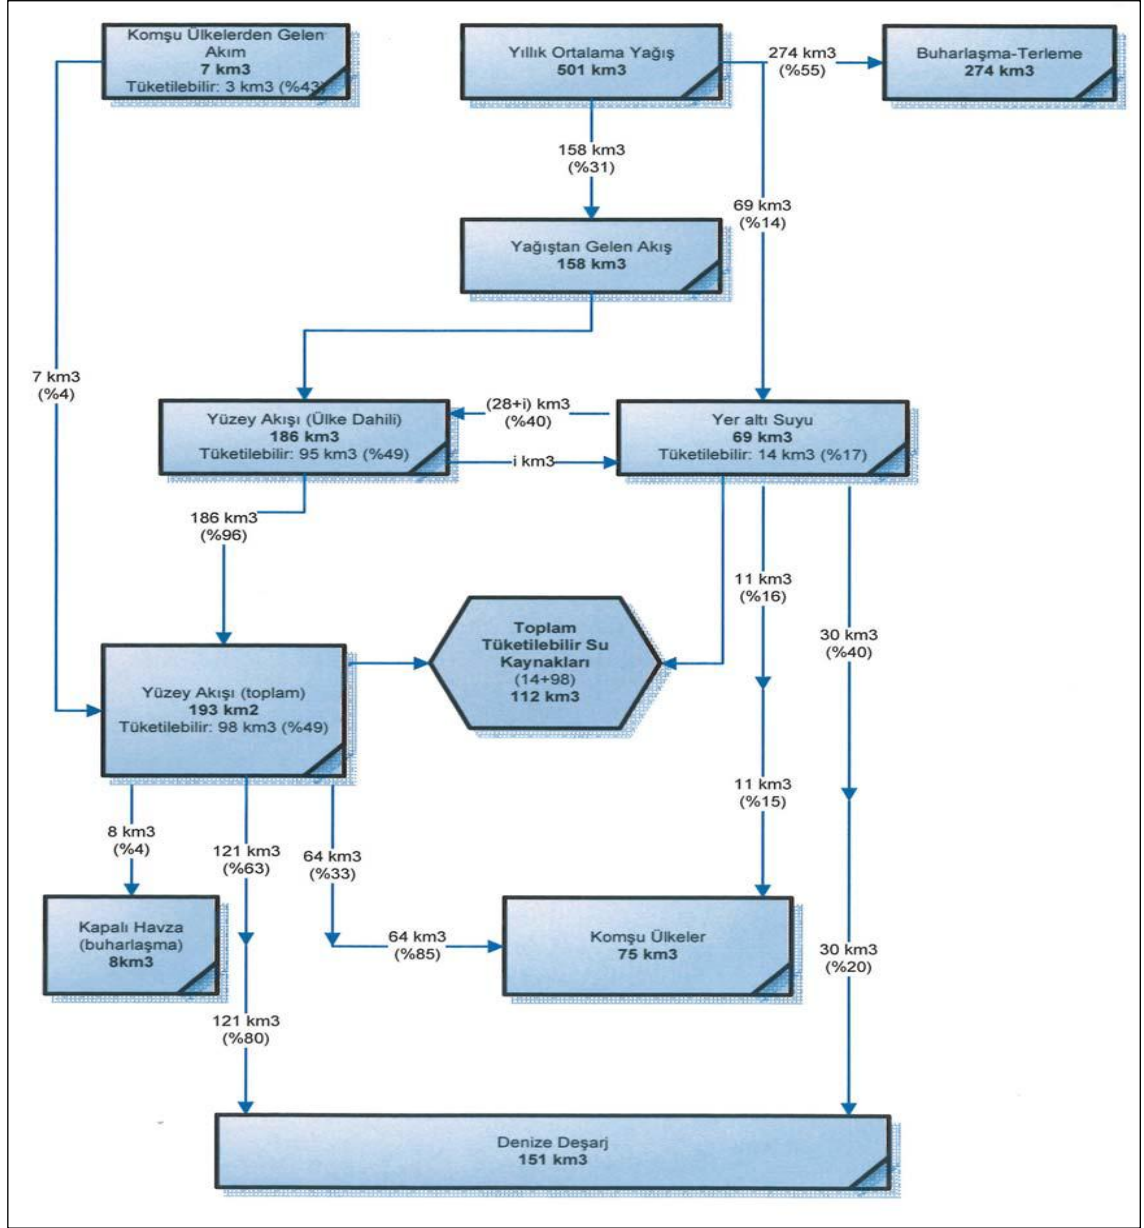 Komşu Ülkelerden Gelen
Akım
7 km3
Tüketilebilir: 3 km3 (%43)
Yıllık Ortalama Yağış
501 km3
274 km3
(%55)
Buharlaşma-Terleme
274 km3
158 km3
(%31)
69 km3
(%14)
Yağıştan Gelen Akış
158 km3
7 km3
(%4)
Yüzey Akışı (Ülke Dahili)
186 km3
Tüketilebilir: 95 km3 (%49)
(28+i) km3
(%40)
i km3
Yer altı Suyu
69 km3
Tüketilebilir: 14 km3 (%17)
186 km3
(%96)
11 km3
(%16)
30 km3
(%40)
Toplam
Tüketilebilir Su
Kaynakları
(14+98)
112 km3
Yüzey Akışı (toplam)
193 km2
Tüketilebilir: 98 km3 (%49)
11 km3
(%15)
8 km3
(%4)
121 km3
(%63)
64 km3
(%33)
Kapalı Havza
(buharlaşma)
8km3
64 km3
(%85)
Komşu Ülkeler
75 km3
30 km3
(%20)
121 km3
(%80)
Denize Deşarj
151 km3